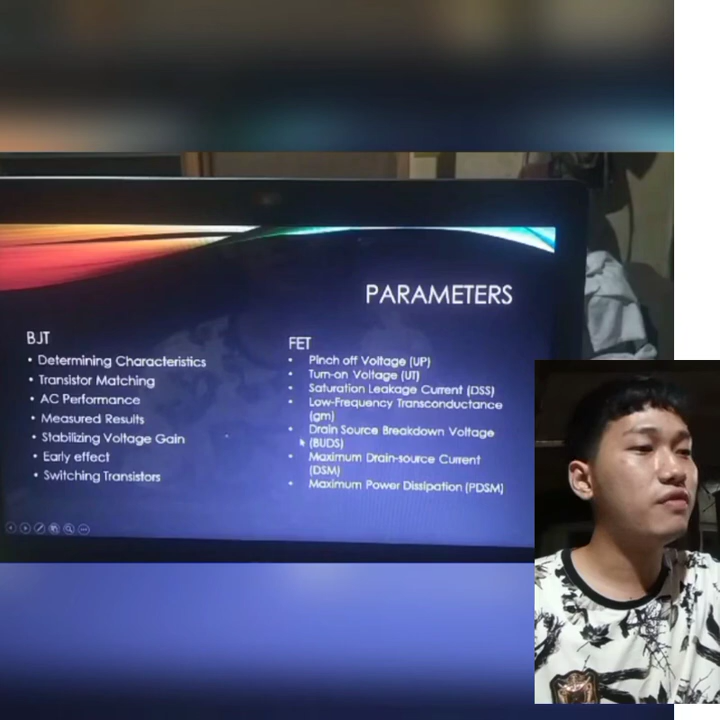 PARAMETERS
BJT
• Determining Characteristics
• Transistor Matching
• AC Performance
• Measured Results
• Stabilizing Voltage Gain
• Early effect
• Switching Transistors
FET
• Pinch off Voltage (UP)
• Turn-on Voltage (UT)
• Saturation Leakage Current (DSS)
• Low-Frequency Transconductance
(gm)
• Drain Source Breakdown Voltage
(BUDS)
• Maximum Drain-source Current
(DSM)
• Maximum Power Dissipation (PDSM)